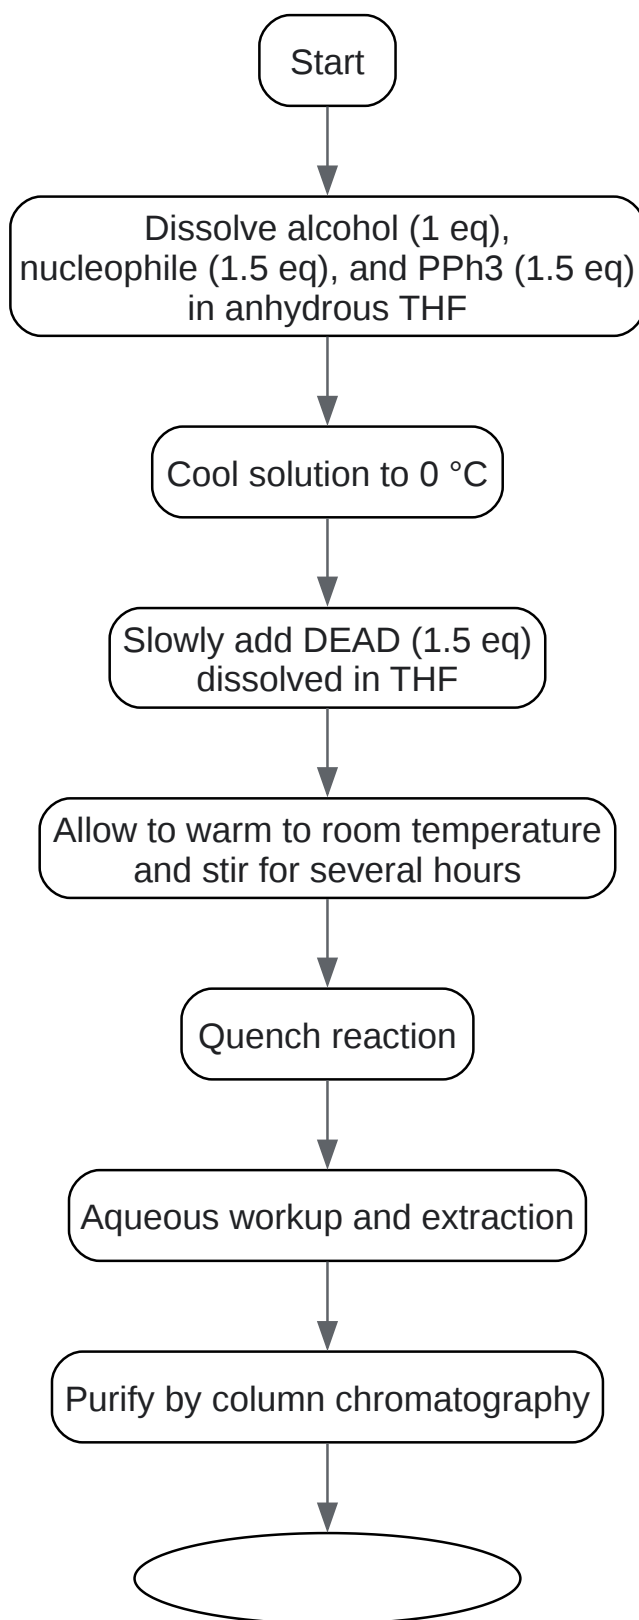 Start
Dissolve alcohol (1 eq),
nucleophile (1.5 eq), and PPh3 (1.5 eq)
in anhydrous THF
Cool solution to 0 °C
Slowly add DEAD (1.5 eq)
dissolved in THF
Allow to warm to room temperature
and stir for several hours
Quench reaction
Aqueous workup and extraction
Purify by column chromatography